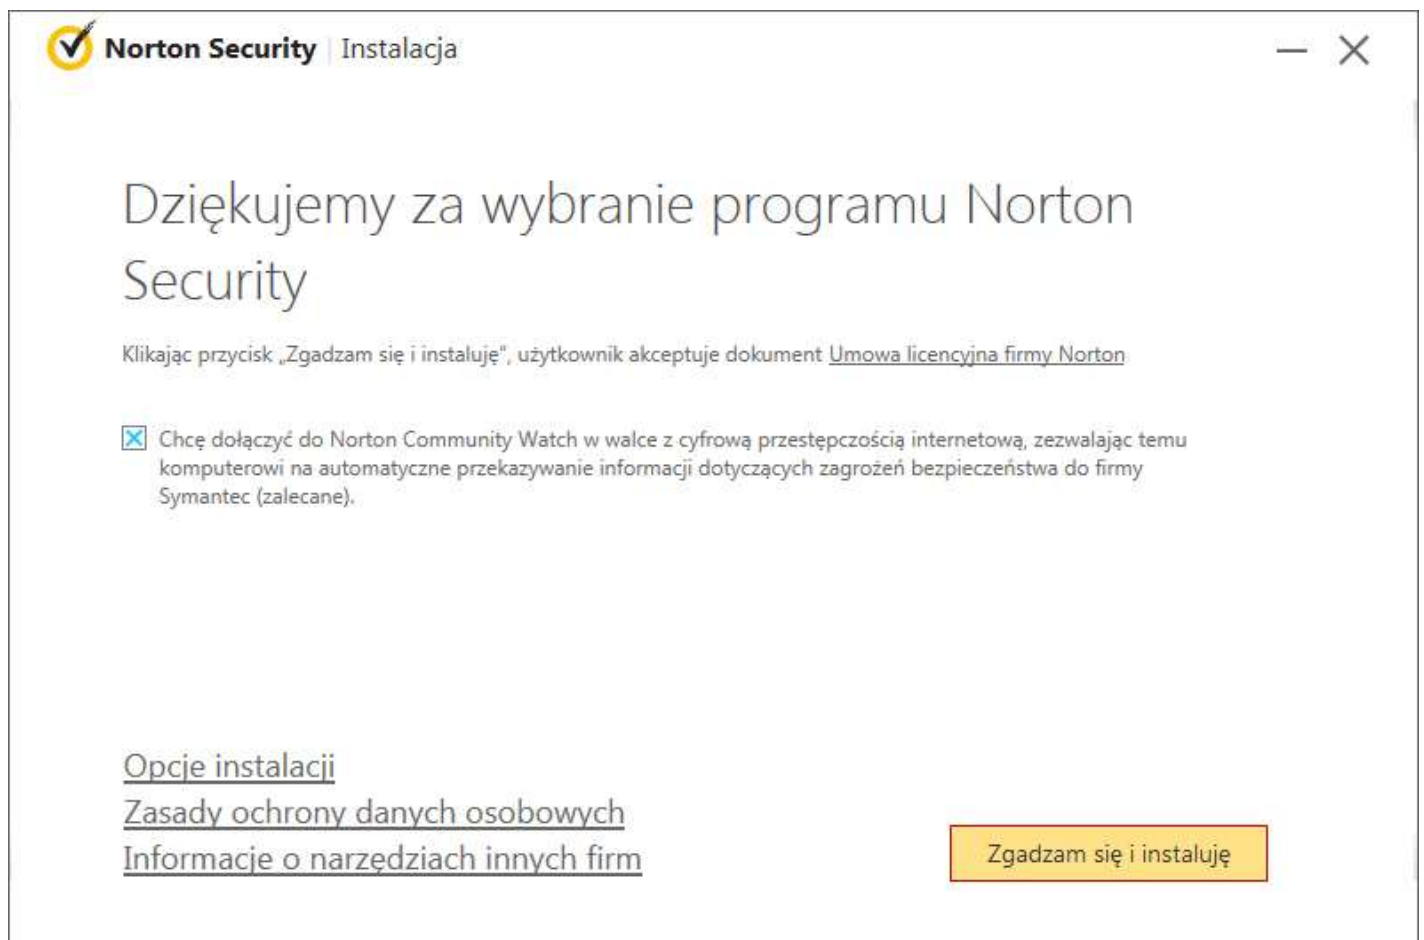 Norton Security | Instalacja
Dziękujemy za wybranie programu Norton
Security
Klikając przycisk „Zgadzam się i instaluję”, użytkownik akceptuje dokument Umowa licencyjna firmy Norton
Chcę dołączyć do Norton Community Watch w walce z cyfrową przestępczością internetową, zezwalając temu
komputerowi na automatyczne przekazywanie informacji dotyczących zagrożeń bezpieczeństwa do firmy
Symantec (zalecane).
Opcje instalacji
Zasady ochrony danych osobowych
Informacje o narzędziach innych firm
Zgadzam się i instaluję